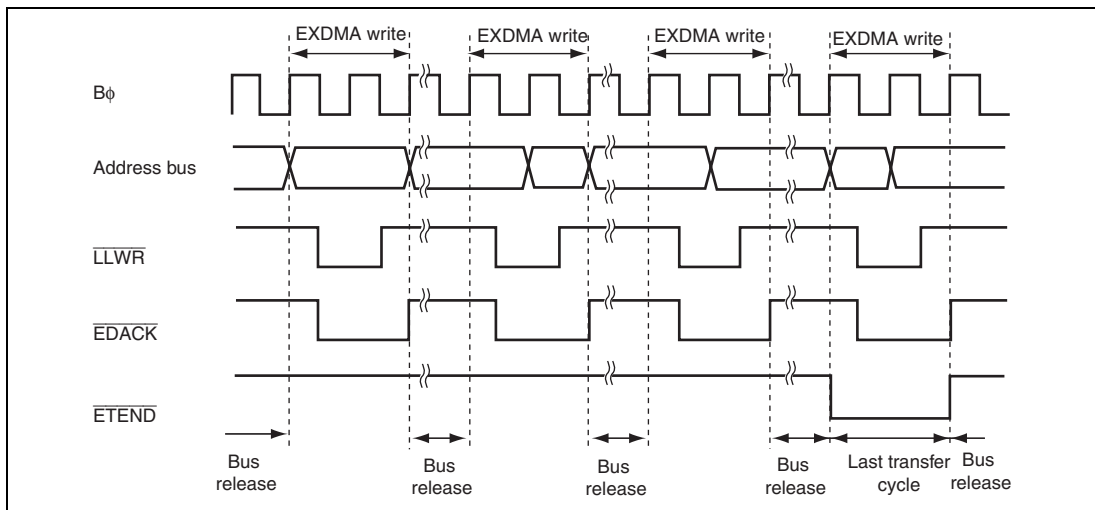 EXDMA write EXDMA write EXDMA write EXDMA write
Bϕ
Address bus
LLWR
EDACK
ETEND
Bus release
Bus release
Bus release
Bus release
Last transfer cycle
Bus release